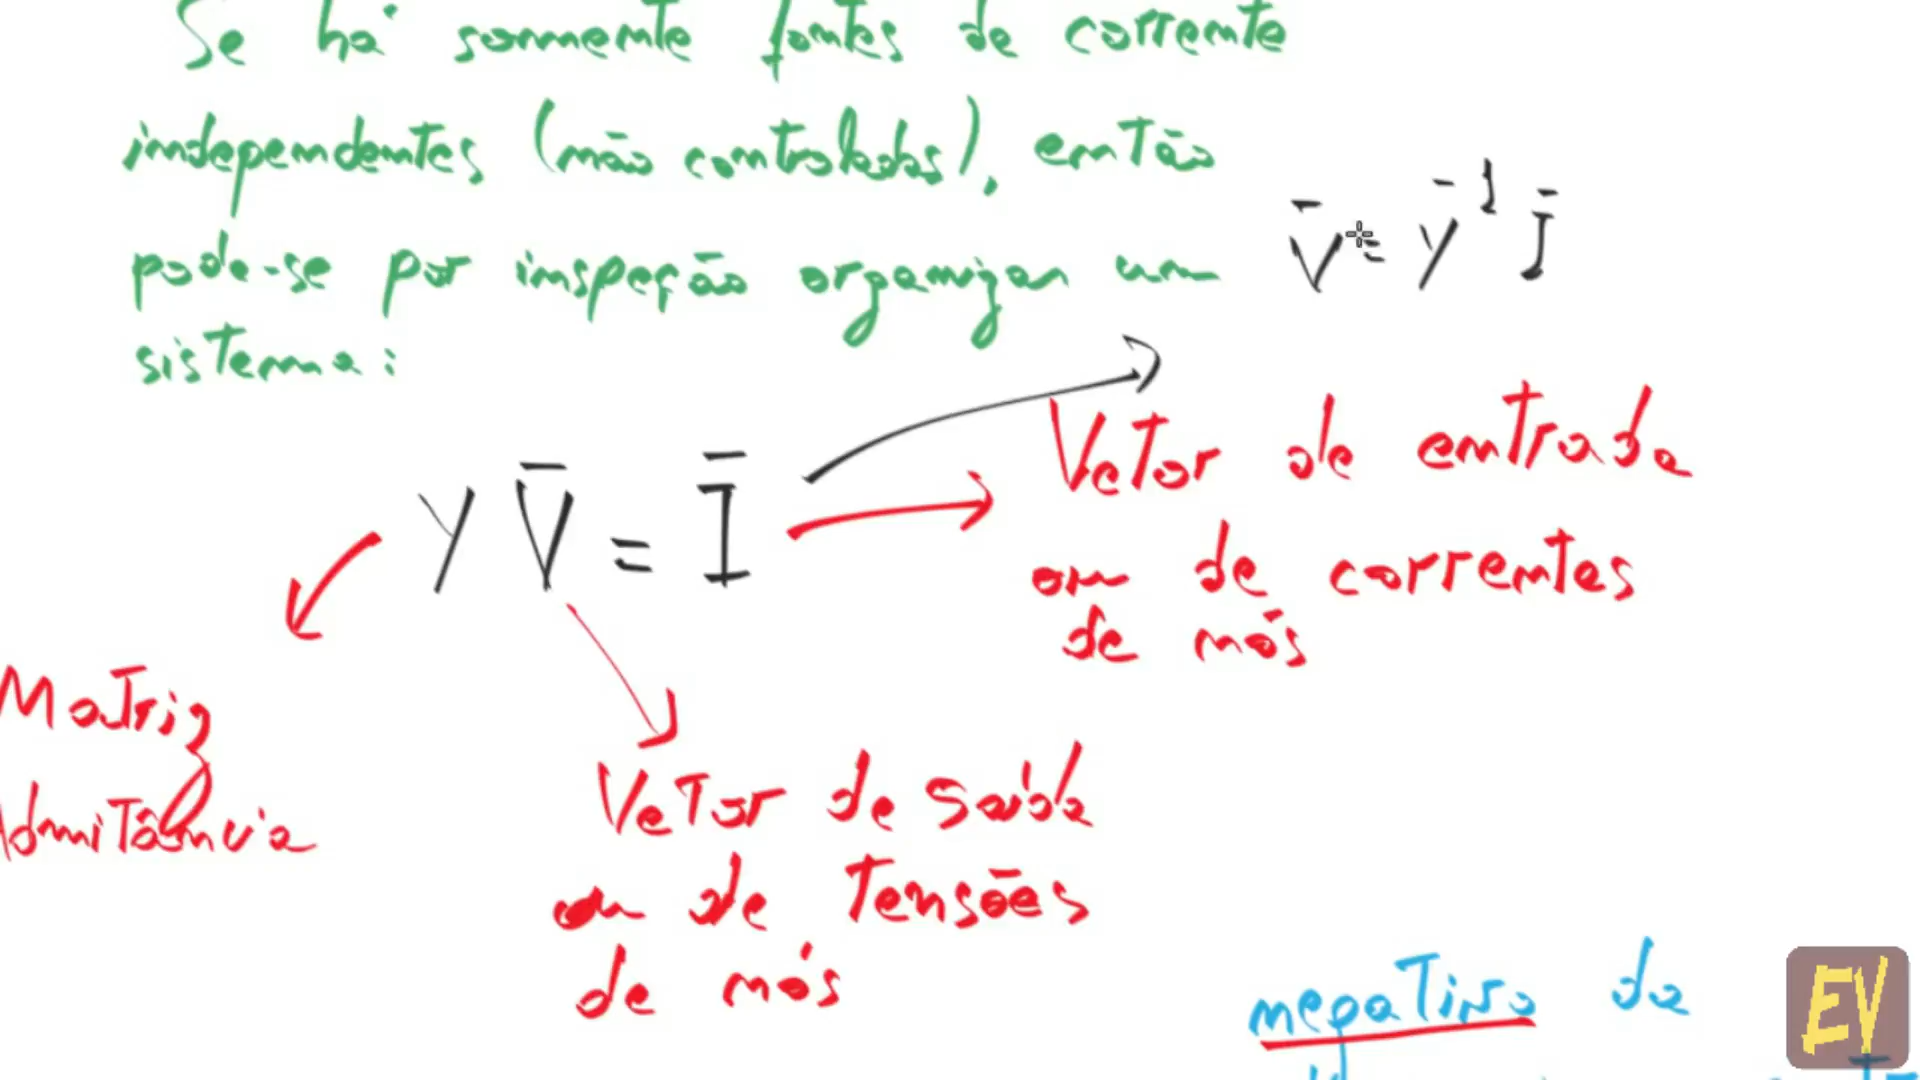 Se há somente fontes de corrente
independentes (não controladas), então
pode-se por inspeção organizar um
sistema:
V̄ = Y⁻¹ Ī
Y V̄ = Ī
Vetor de entrada
ou de correntes
de nós
Matriz
Admitância
Vetor de saída
ou de tensões
de nós
negativo da
EV